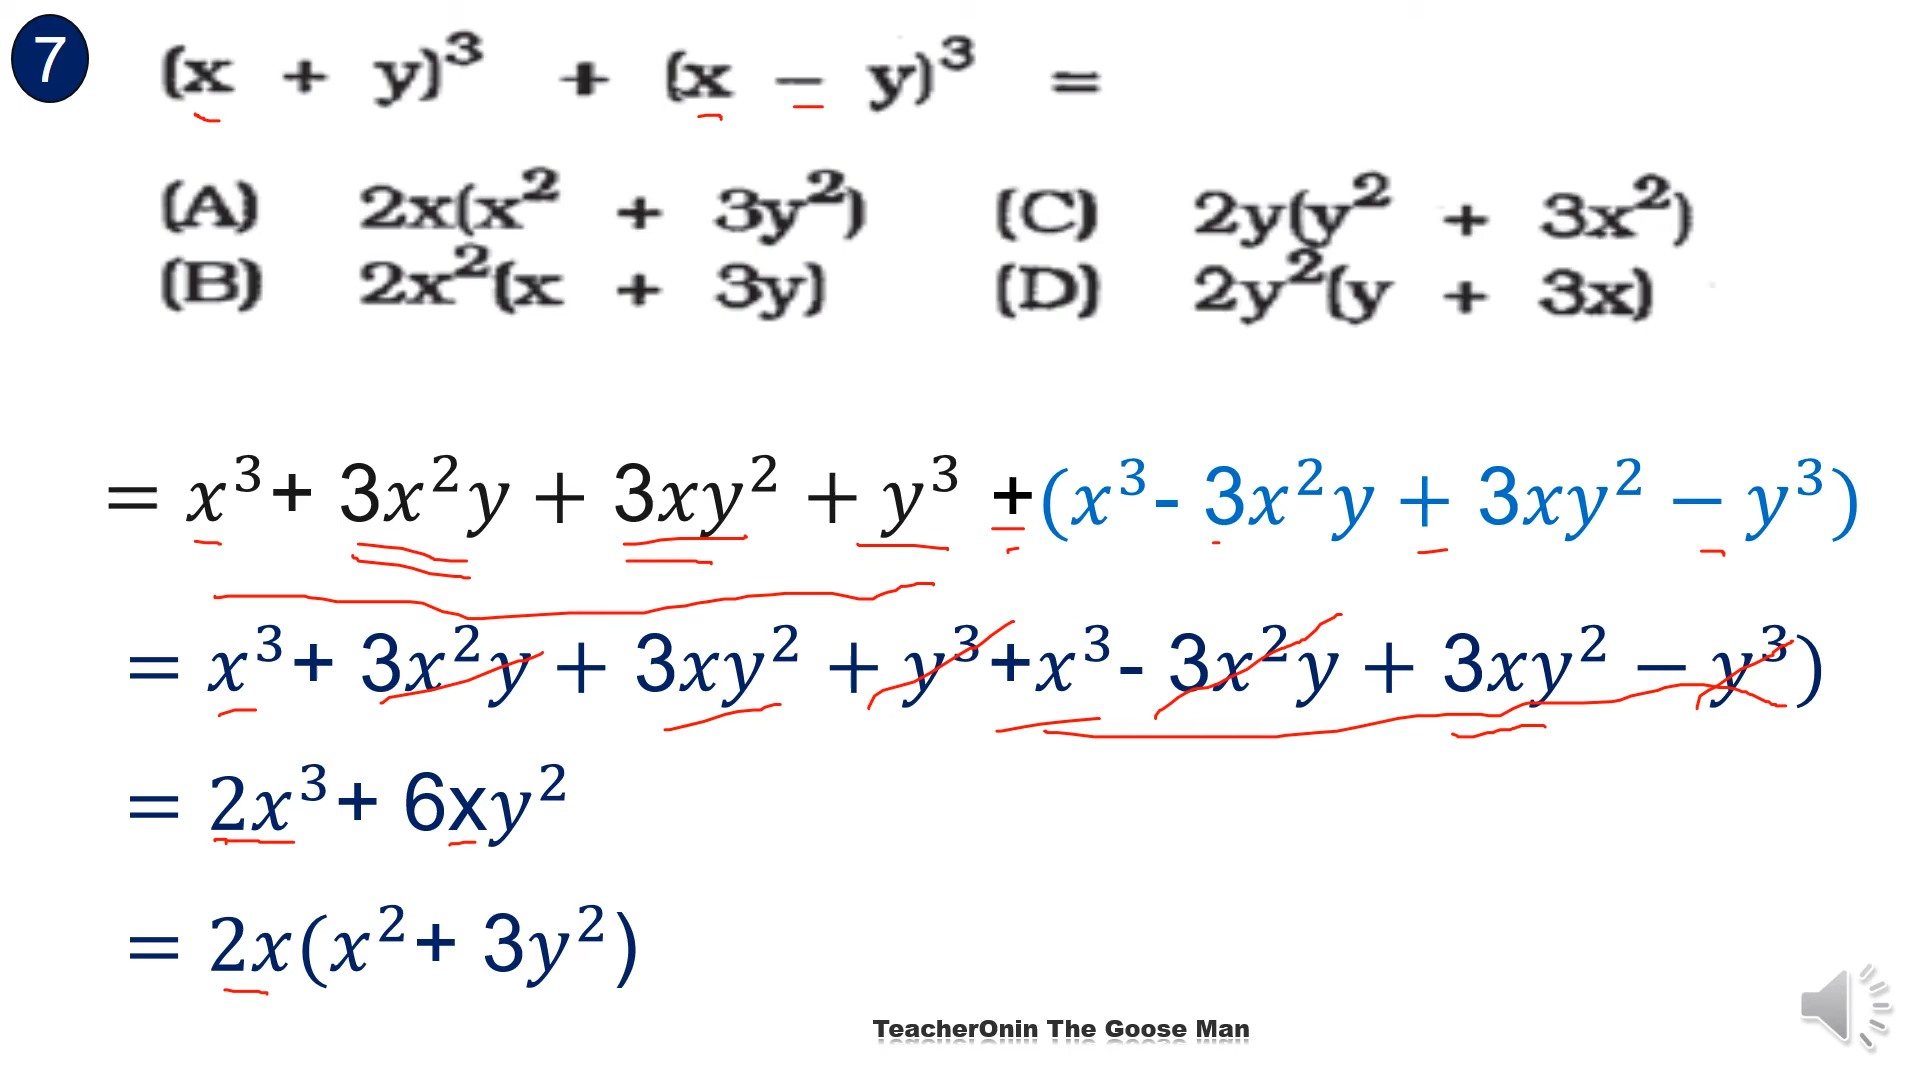 7
(x + y)³ + (x − y)³ =
(A) 2x(x² + 3y²) (C) 2y(y² + 3x²)
(B) 2x²(x + 3y) (D) 2y²(y + 3x)
= x³+ 3x²y + 3xy² + y³ +(x³- 3x²y + 3xy² − y³)
= x³+ 3x²y + 3xy² + y³+x³- 3x²y + 3xy² − y³)
= 2x³+ 6xy²
= 2x(x²+ 3y²)
TeacherOnin The Goose Man